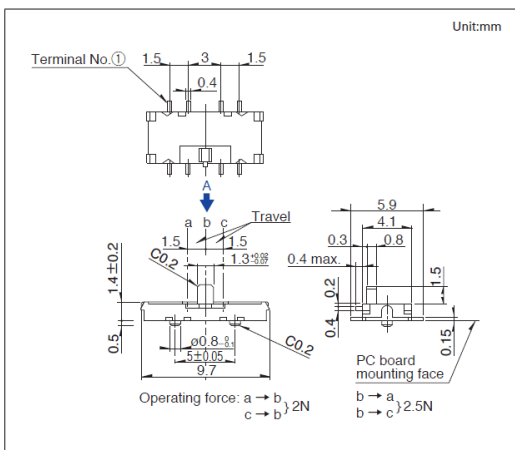 Unit:mm
Terminal No.①
1.5 3 1.5
0.4
A
a b c
Travel
1.5 1.5
C0.2
1.3
1.4±0.2
0.5
C0.2
ø0.8
5±0.05
9.7
5.9
4.1
0.3 0.8
0.4 max.
0.2
0.4
1.5
0.15
PC board
mounting face
Operating force: a → b
c → b } 2N
b → a
b → c } 2.5N